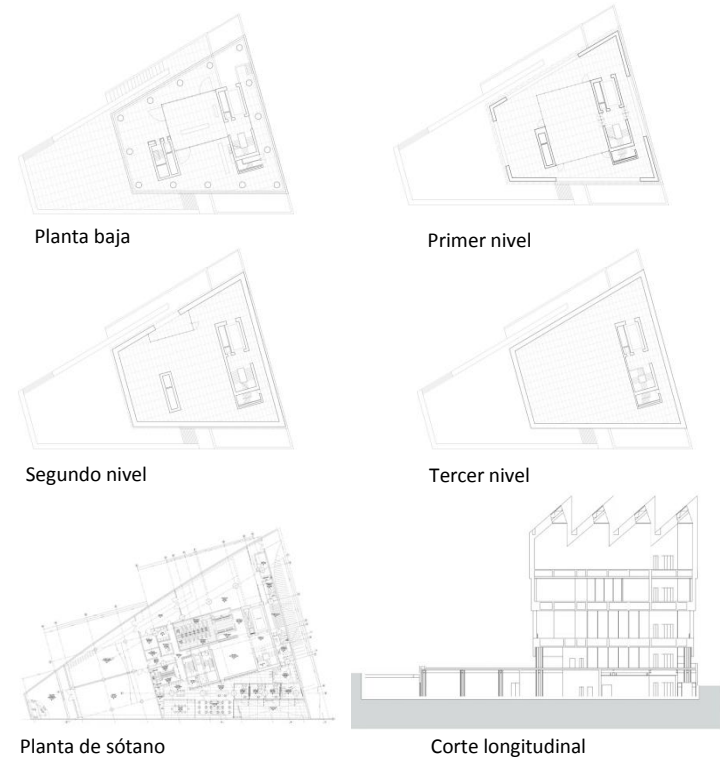 Planta baja
Primer nivel
Segundo nivel
Tercer nivel
Planta de sótano
Corte longitudinal